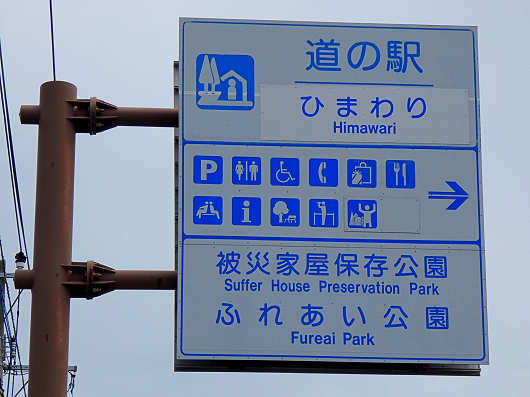 道の駅
ひまわり
Himawari
P
i
被災家屋保存公園
Suffer House Preservation Park
ふれあい公園
Fureai Park